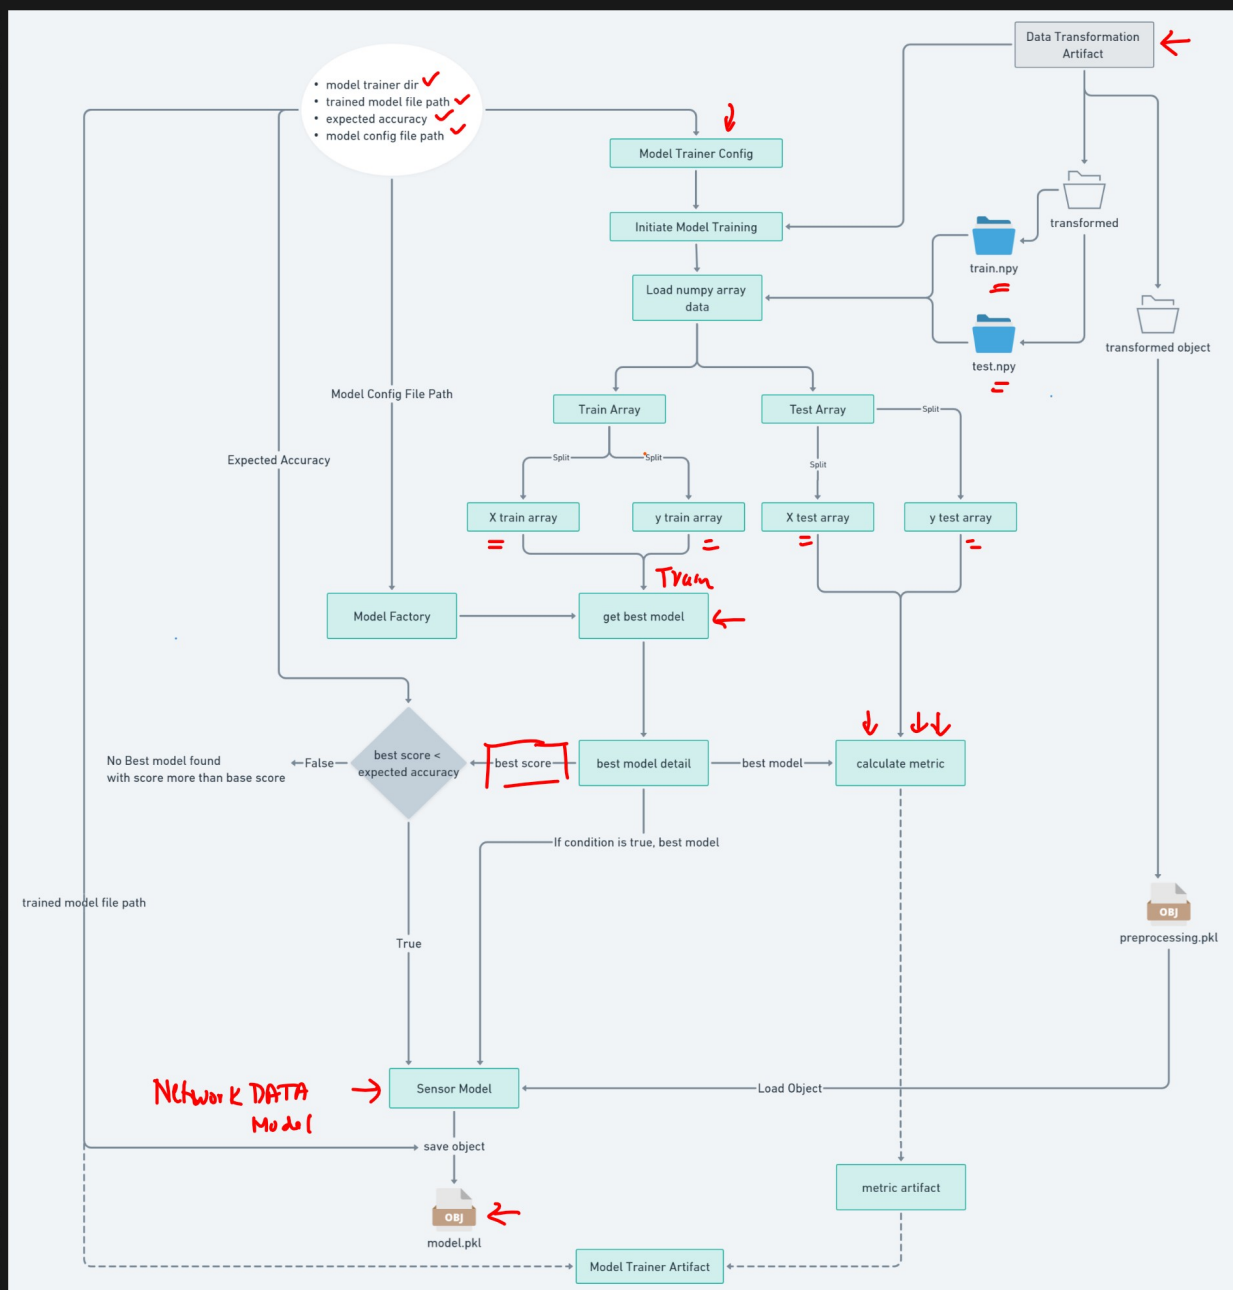 Data Transformation
Artifact
• model trainer dir
• trained model file path
• expected accuracy
• model config file path
Model Trainer Config
Initiate Model Training
transformed
train.npy
Load numpy array
data
transformed object
test.npy
Model Config File Path
Train Array
Test Array
Split
Expected Accuracy
Split
Split
Split
X train array
y train array
X test array
y test array
Train
Model Factory
get best model
No Best model found
with score more than base score
False
best score <
expected accuracy
best score
best model detail
best model
calculate metric
If condition is true, best model
trained model file path
OBJ
preprocessing.pkl
True
Network DATA
Model
Sensor Model
Load Object
save object
metric artifact
OBJ
model.pkl
Model Trainer Artifact